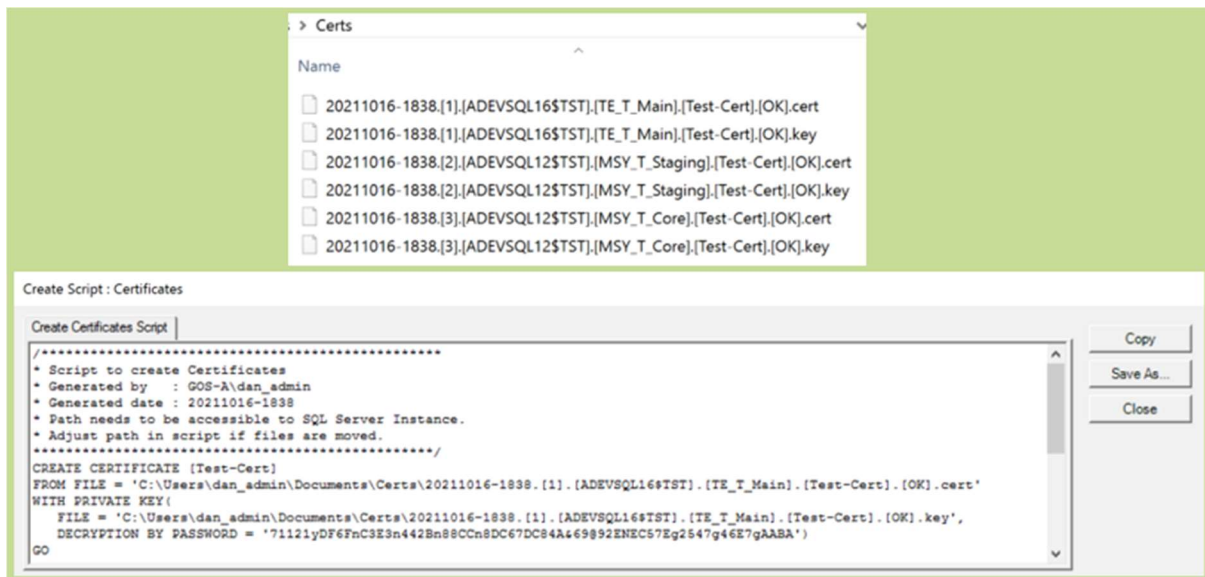 > Certs
Name
20211016-1838.[1].[ADEVSQL16$TST].[TE_T_Main].[Test-Cert].[OK].cert
20211016-1838.[1].[ADEVSQL16$TST].[TE_T_Main].[Test-Cert].[OK].key
20211016-1838.[2].[ADEVSQL12$TST].[MSY_T_Staging].[Test-Cert].[OK].cert
20211016-1838.[2].[ADEVSQL12$TST].[MSY_T_Staging].[Test-Cert].[OK].key
20211016-1838.[3].[ADEVSQL12$TST].[MSY_T_Core].[Test-Cert].[OK].cert
20211016-1838.[3].[ADEVSQL12$TST].[MSY_T_Core].[Test-Cert].[OK].key
Create Script : Certificates
Create Certificates Script
/*************************************************
* Script to create Certificates
* Generated by   : GOS-A\dan_admin
* Generated date : 20211016-1838
* Path needs to be accessible to SQL Server Instance.
* Adjust path in script if files are moved.
*************************************************/
CREATE CERTIFICATE [Test-Cert]
FROM FILE = 'C:\Users\dan_admin\Documents\Certs\20211016-1838.[1].[ADEVSQL16$TST].[TE_T_Main].[Test-Cert].[OK].cert'
WITH PRIVATE KEY(
FILE = 'C:\Users\dan_admin\Documents\Certs\20211016-1838.[1].[ADEVSQL16$TST].[TE_T_Main].[Test-Cert].[OK].key',
DECRYPTION BY PASSWORD = '71121yDF6FnC3E3n442Bn88CCn8DC67DC84A&69@92ENEC57Eg2547g46E7gAABA')
GO
Copy
Save As...
Close